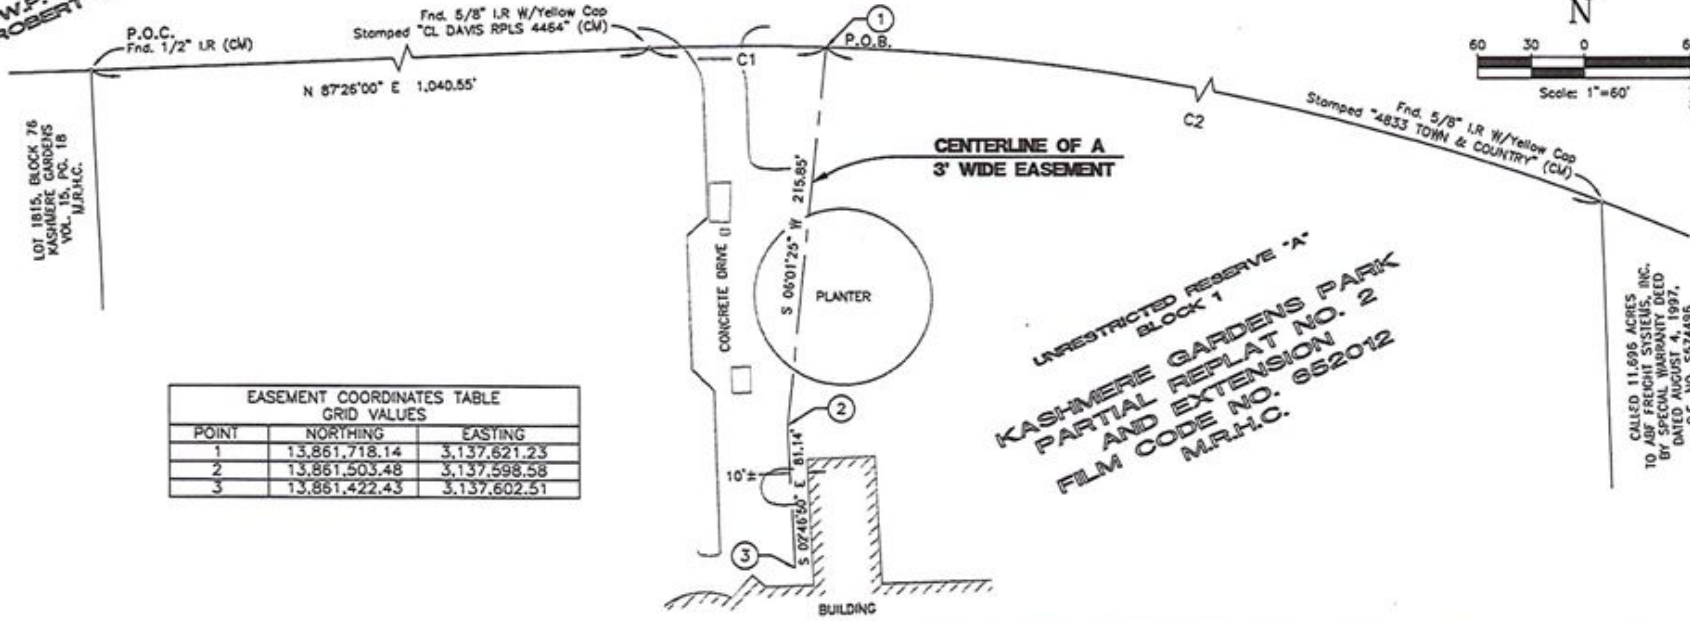 W.P.
ROBERT
P.O.C.
Fnd. 1/2" I.R (CM)
Fnd. 5/8" I.R W/Yellow Cap
Stamped "CL DAVIS RPLS 4464" (CM)
N 87°26'00" E 1,040.55'
C1
1
P.O.B.
C2
N
60 30 0 6
Scale: 1"=60'
Fnd. 5/8" I.R W/Yellow Cap
Stamped "4833 TOWN & COUNTRY" (CM)
CENTERLINE OF A
3' WIDE EASEMENT
LOT 1815, BLOCK 76
KASHMERE GARDENS
VOL. 15, PG. 18
M.R.H.C.
S 06°01'25" W 215.85'
CONCRETE DRIVE
PLANTER
UNRESTRICTED RESERVE "A"
BLOCK 1
KASHMERE GARDENS PARK
PARTIAL REPLAT NO. 2
AND EXTENSION
FILM CODE NO. 652012
M.R.H.C.
CALLED 11.696 ACRES
TO ABF FREIGHT SYSTEMS, INC.
BY SPECIAL WARRANTY DEED
DATED AUGUST 4, 1997,
EASEMENT COORDINATES TABLE
GRID VALUES
POINT NORTHING EASTING
1 13,861,718.14 3,137,621.23
2 13,861,503.48 3,137,598.58
3 13,861,422.43 3,137,602.51
2
10'±
S 02°46'50" E 81.14'
3
BUILDING